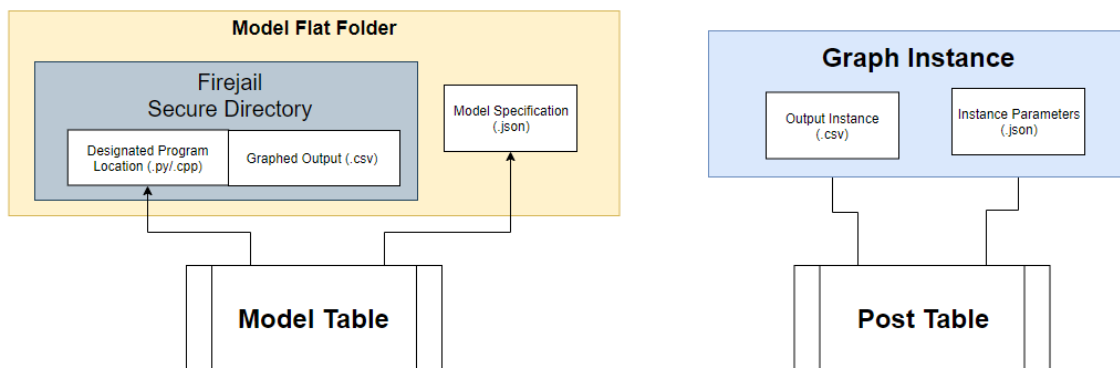 Model Flat Folder
Firejail
Secure Directory
Designated Program
Location (.py/.cpp)
Graphed Output (.csv)
Model Specification
(.json)
Model Table
Graph Instance
Output Instance
(.csv)
Instance Parameters
(.json)
Post Table